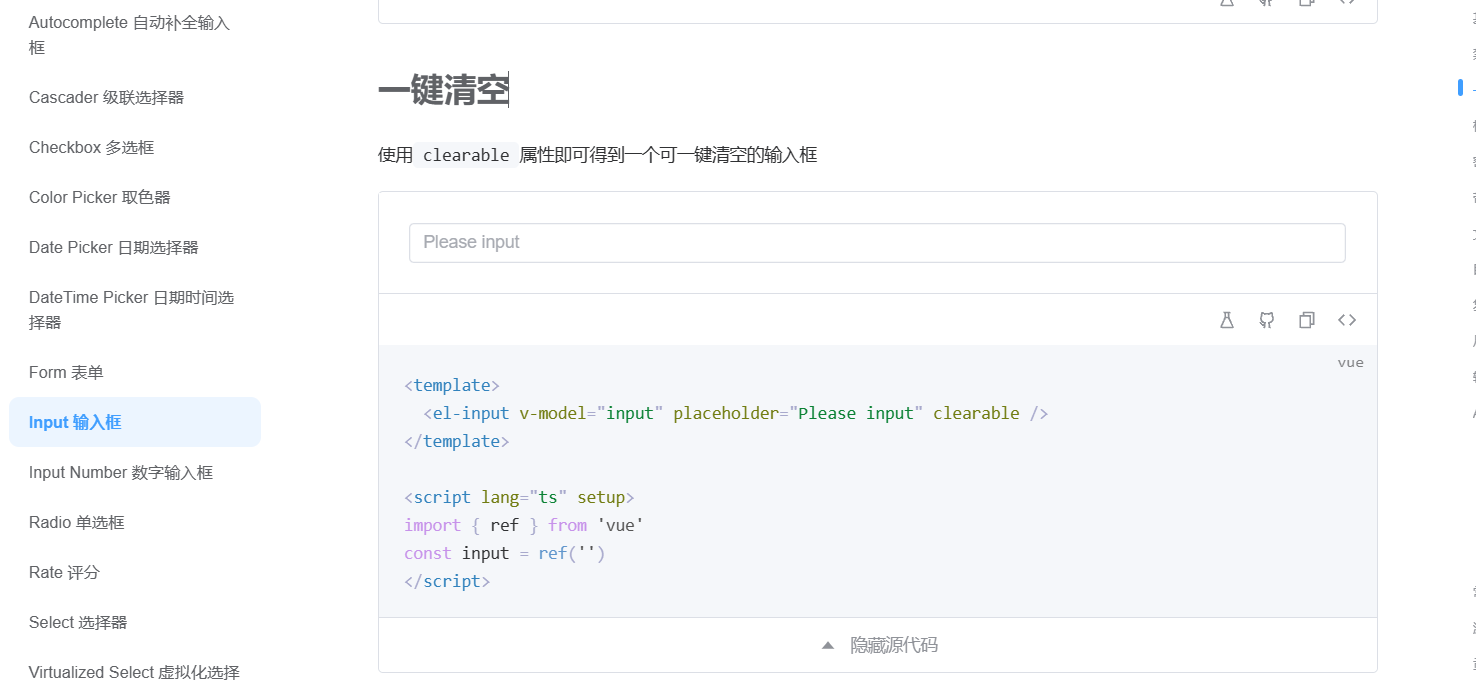 Autocomplete 自动补全输入
框
Cascader 级联选择器
Checkbox 多选框
Color Picker 取色器
Date Picker 日期选择器
DateTime Picker 日期时间选
择器
Form 表单
Input 输入框
Input Number 数字输入框
Radio 单选框
Rate 评分
Select 选择器
Virtualized Select 虚拟化选择
一键清空
使用 clearable 属性即可得到一个可一键清空的输入框
Please input
vue
<template>
  <el-input v-model="input" placeholder="Please input" clearable />
</template>
<script lang="ts" setup>
import { ref } from 'vue'
const input = ref('')
</script>
隐藏源代码